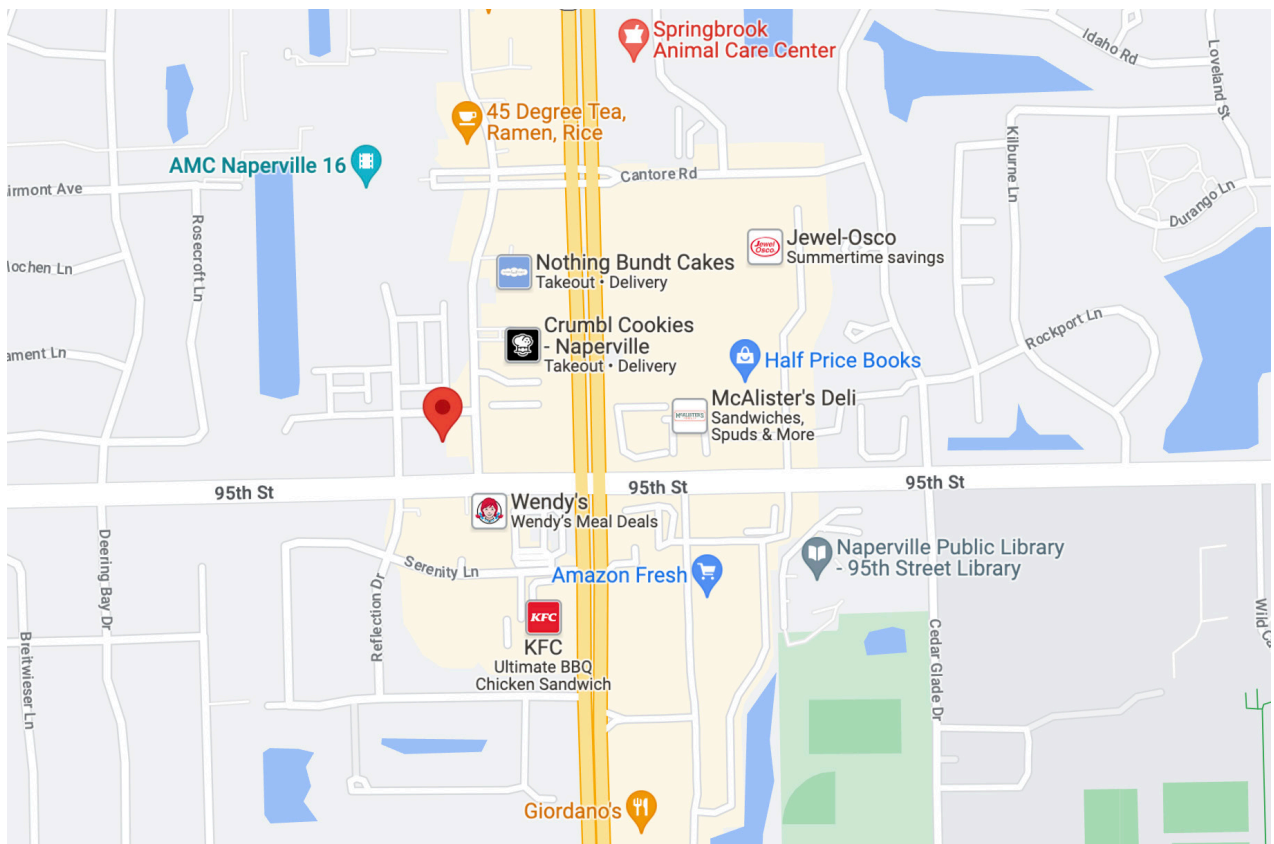 Springbrook
Animal Care Center
Idaho Rd
Loveland St
45 Degree Tea,
Ramen, Rice
Kilburne Ln
AMC Naperville 16
Cantore Rd
irmont Ave
Durango Ln
Rosecroft Ln
Jewel
Osco
Jewel-Osco
Summertime savings
Nothing Bundt Cakes
Takeout • Delivery
lochen Ln
Crumbl Cookies
- Naperville
Takeout • Delivery
Rockport Ln
ament Ln
Half Price Books
McAlister's Deli
Sandwiches,
Spuds & More
95th St
95th St
95th St
Wendy's
Wendy's Meal Deals
Deering Bay Dr
Naperville Public Library
- 95th Street Library
Serenity Ln
Amazon Fresh
Reflection Dr
KFC
KFC
Ultimate BBQ
Chicken Sandwich
Breitwieser Ln
Cedar Glade Dr
Wild Ca
Giordano's